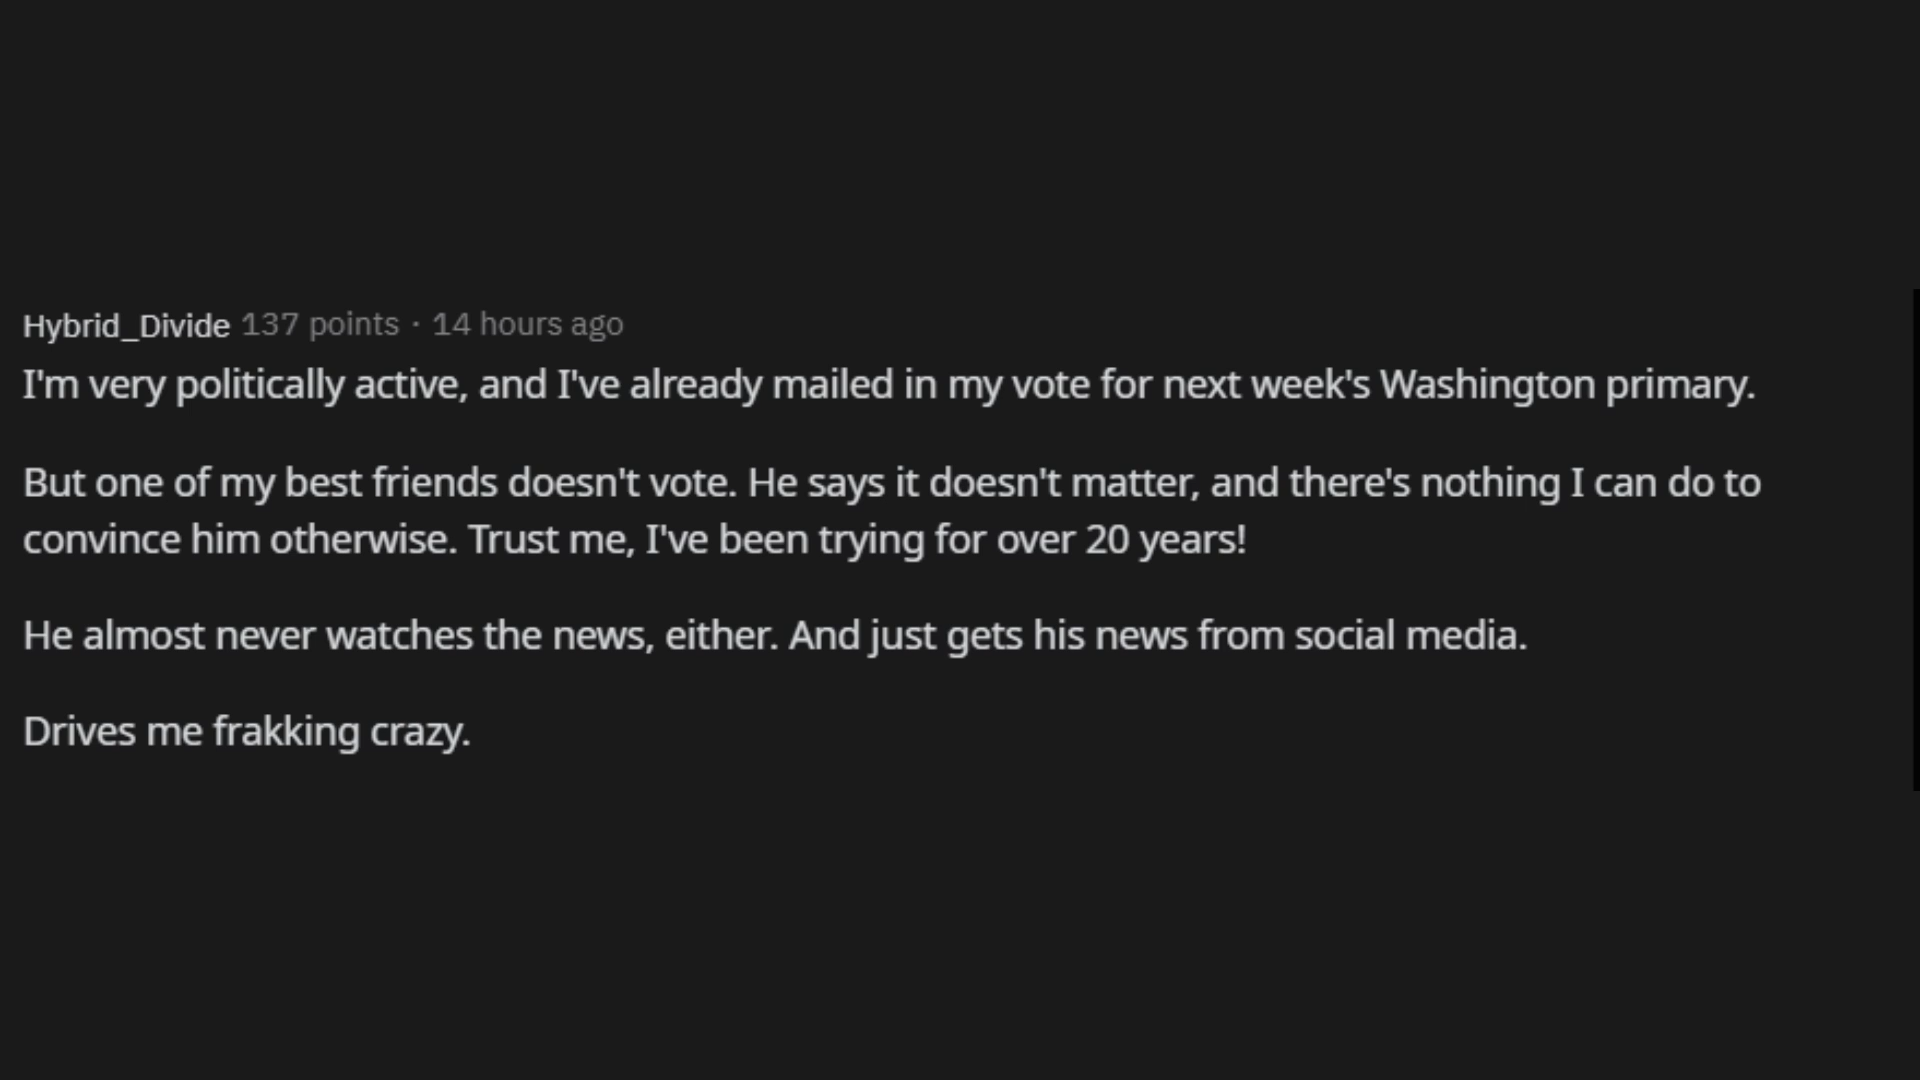 Hybrid_Divide 137 points · 14 hours ago
I'm very politically active, and I've already mailed in my vote for next week's Washington primary.
But one of my best friends doesn't vote. He says it doesn't matter, and there's nothing I can do to
convince him otherwise. Trust me, I've been trying for over 20 years!
He almost never watches the news, either. And just gets his news from social media.
Drives me frakking crazy.